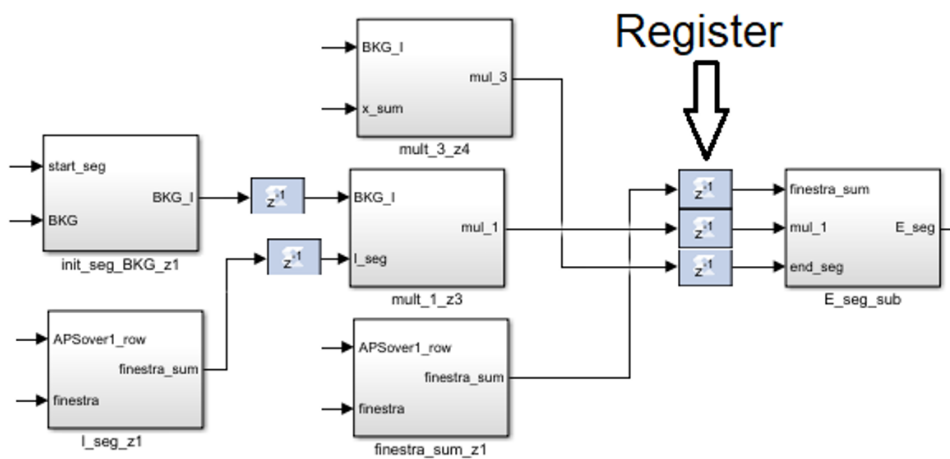 Register
BKG_I
x_sum
mul_3
mult_3_z4
start_seg
BKG
BKG_I
init_seg_BKG_z1
z-1
z-1
BKG_I
I_seg
mul_1
mult_1_z3
APSover1_row
finestra
finestra_sum
I_seg_z1
APSover1_row
finestra
finestra_sum
finestra_sum_z1
z-1
z-1
z-1
finestra_sum
mul_1
end_seg
E_seg
E_seg_sub